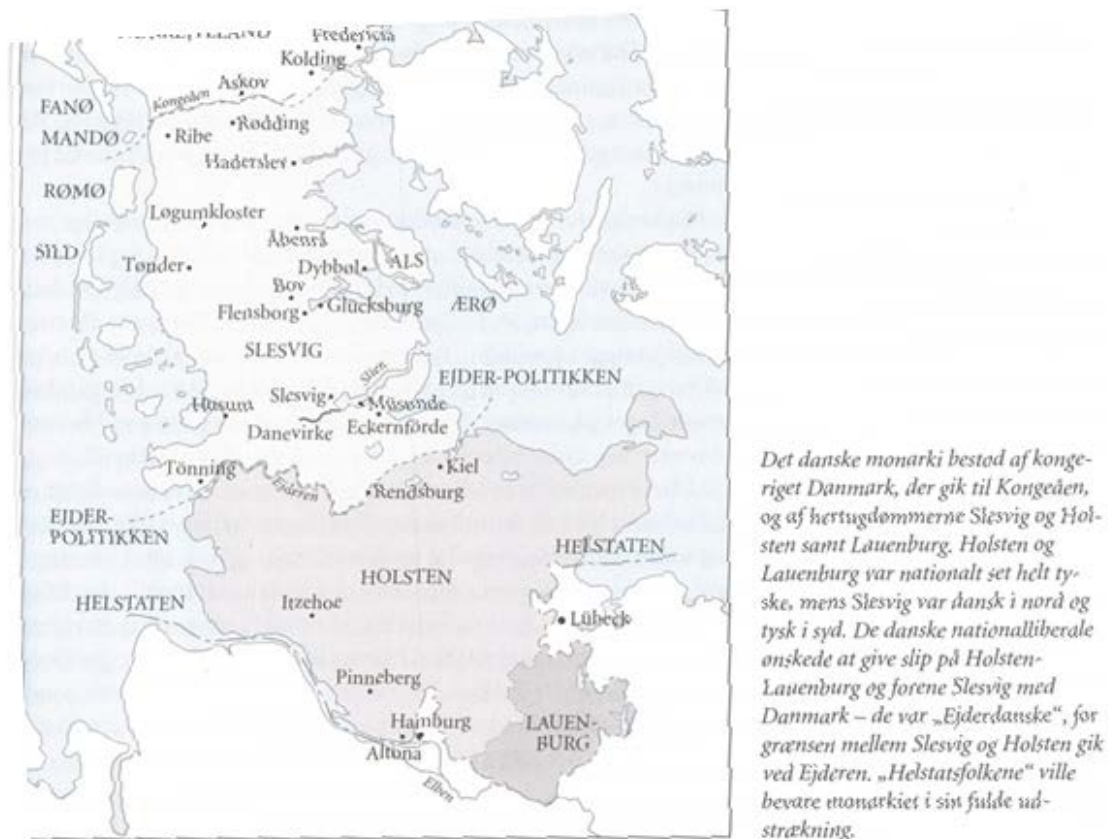 Fredericia
Kolding
Askov
Kongeåen
FANØ
MANDØ
Ribe
Rødding
Haderslev
RØMØ
Løgumkloster
SILD
Åbenrå
Tønder
Dybbøl
ALS
Bov
Glücksburg
ÆRØ
Flensborg
SLESVIG
Slien
EJDER-POLITIKKEN
Slesvig
Husum
Müsunde
Danevirke
Eckernförde
Tönning
Kiel
Ejderen
Rendsburg
EJDER-
POLITIKKEN
HELSTATEN
HOLSTEN
HELSTATEN
Itzehoe
Lübeck
Pinneberg
Hamburg
LAUEN-
BURG
Altona
Elben
Det danske monarki bestod af konge-
riget Danmark, der gik til Kongeåen,
og af hertugdømmerne Slesvig og Hol-
sten samt Lauenburg. Holsten og
Lauenburg var nationalt set helt ty-
ske, mens Slesvig var dansk i nord og
tysk i syd. De danske nationalliberale
ønskede at give slip på Holsten-
Lauenburg og forene Slesvig med
Danmark – de var „Ejderdanske“, for
grænsen mellem Slesvig og Holsten gik
ved Ejderen. „Helstatsfolkene“ ville
bevare monarkiet i sin fulde ud-
strækning.